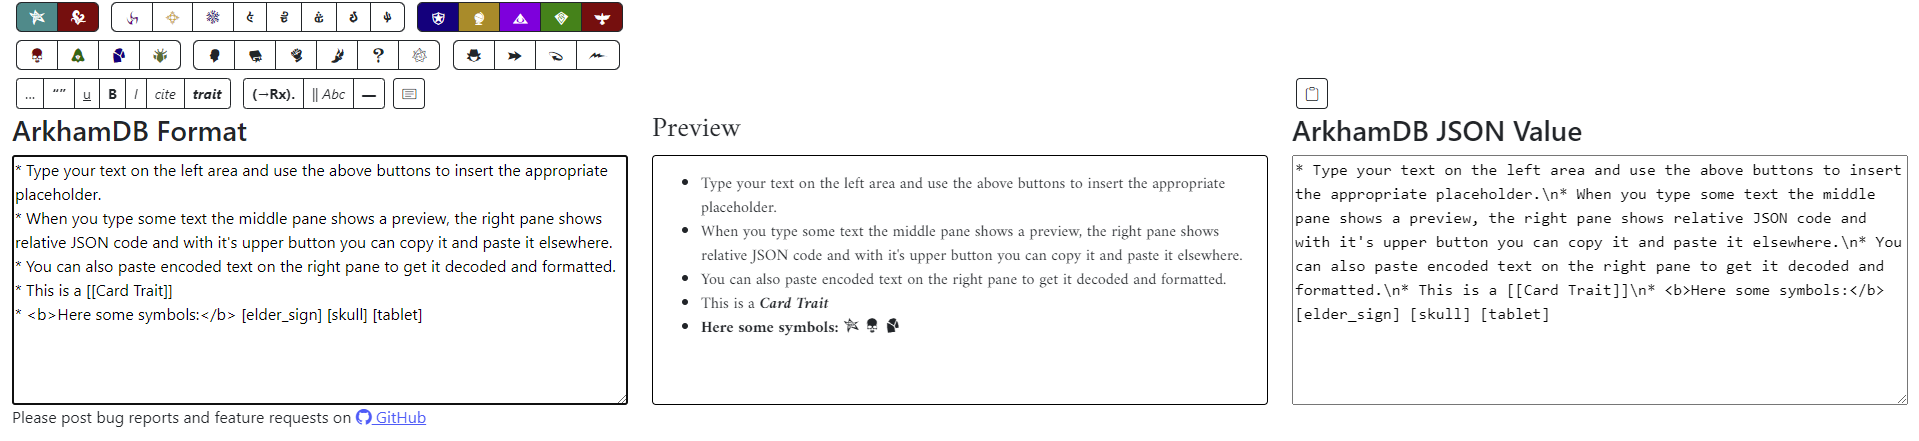 ... “” u B I cite trait (→Rx). || Abc —
ArkhamDB Format
* Type your text on the left area and use the above buttons to insert the appropriate
placeholder.
* When you type some text the middle pane shows a preview, the right pane shows
relative JSON code and with it's upper button you can copy it and paste it elsewhere.
* You can also paste encoded text on the right pane to get it decoded and formatted.
* This is a [[Card Trait]]
* <b>Here some symbols:</b> [elder_sign] [skull] [tablet]
Please post bug reports and feature requests on GitHub
Preview
• Type your text on the left area and use the above buttons to insert the appropriate
placeholder.
• When you type some text the middle pane shows a preview, the right pane shows
relative JSON code and with it's upper button you can copy it and paste it elsewhere.
• You can also paste encoded text on the right pane to get it decoded and formatted.
• This is a Card Trait
• Here some symbols:
ArkhamDB JSON Value
* Type your text on the left area and use the above buttons to insert
the appropriate placeholder.\n* When you type some text the middle
pane shows a preview, the right pane shows relative JSON code and
with it's upper button you can copy it and paste it elsewhere.\n* You
can also paste encoded text on the right pane to get it decoded and
formatted.\n* This is a [[Card Trait]]\n* <b>Here some symbols:</b>
[elder_sign] [skull] [tablet]